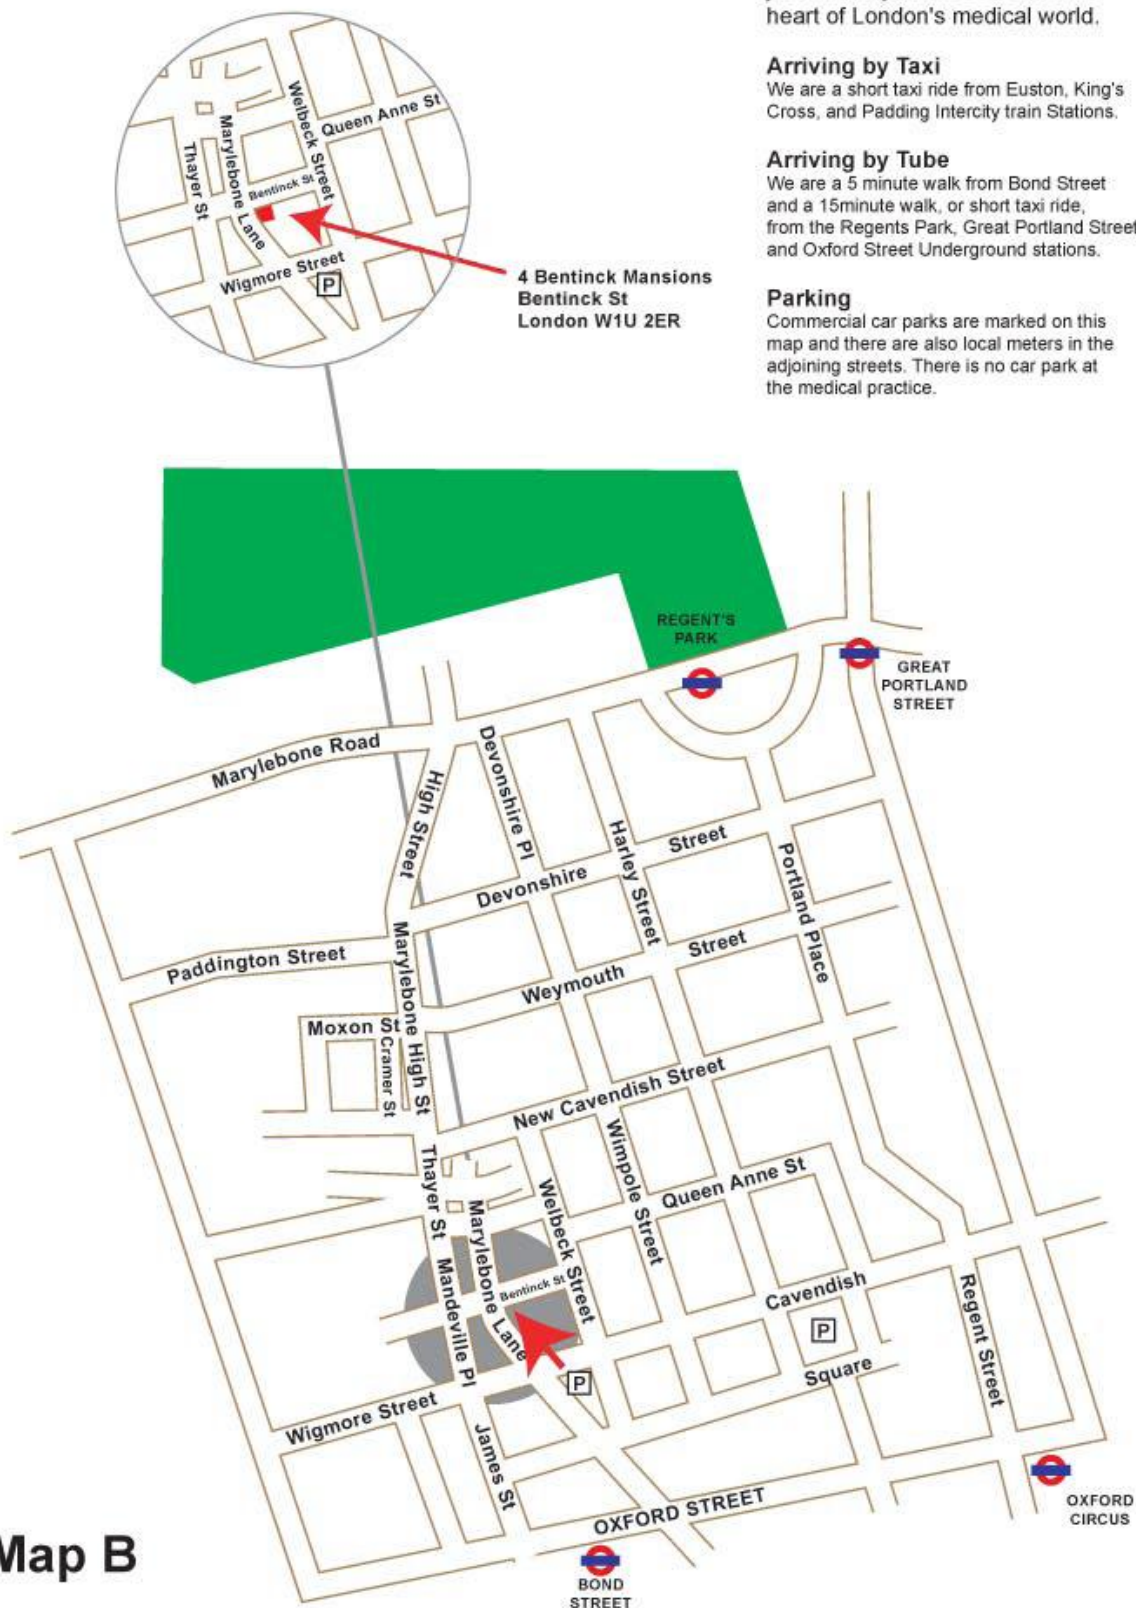 heart of London's medical world.
Arriving by Taxi
We are a short taxi ride from Euston, King's
Cross, and Padding Intercity train Stations.
Arriving by Tube
We are a 5 minute walk from Bond Street
and a 15minute walk, or short taxi ride,
from the Regents Park, Great Portland Street
and Oxford Street Underground stations.
Parking
Commercial car parks are marked on this
map and there are also local meters in the
adjoining streets. There is no car park at
the medical practice.
Welbeck Street
Queen Anne St
Marylebone Lane
Thayer St
Bentinck St
Wigmore Street
P
4 Bentinck Mansions
Bentinck St
London W1U 2ER
REGENT'S
PARK
GREAT
PORTLAND
STREET
Marylebone Road
High Street
Devonshire Pl
Harley Street
Devonshire
Street
Portland Place
Paddington Street
Marylebone High St
Weymouth
Street
Moxon St
Cramer St
New Cavendish Street
Wimpole Street
Thayer St
Queen Anne St
Welbeck Street
Marylebone Lane
Mandeville Pl
Bentinck St
Cavendish
P
Square
Regent Street
P
Wigmore Street
James St
OXFORD STREET
OXFORD
CIRCUS
Map B
BOND
STREET